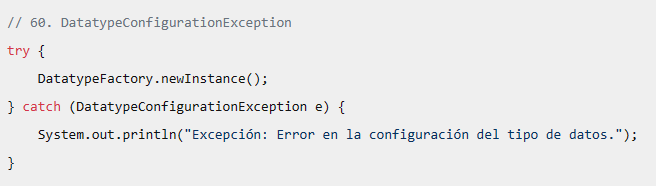 // 60. DatatypeConfigurationException
try {
    DatatypeFactory.newInstance();
} catch (DatatypeConfigurationException e) {
    System.out.println("Excepción: Error en la configuración del tipo de datos.");
}